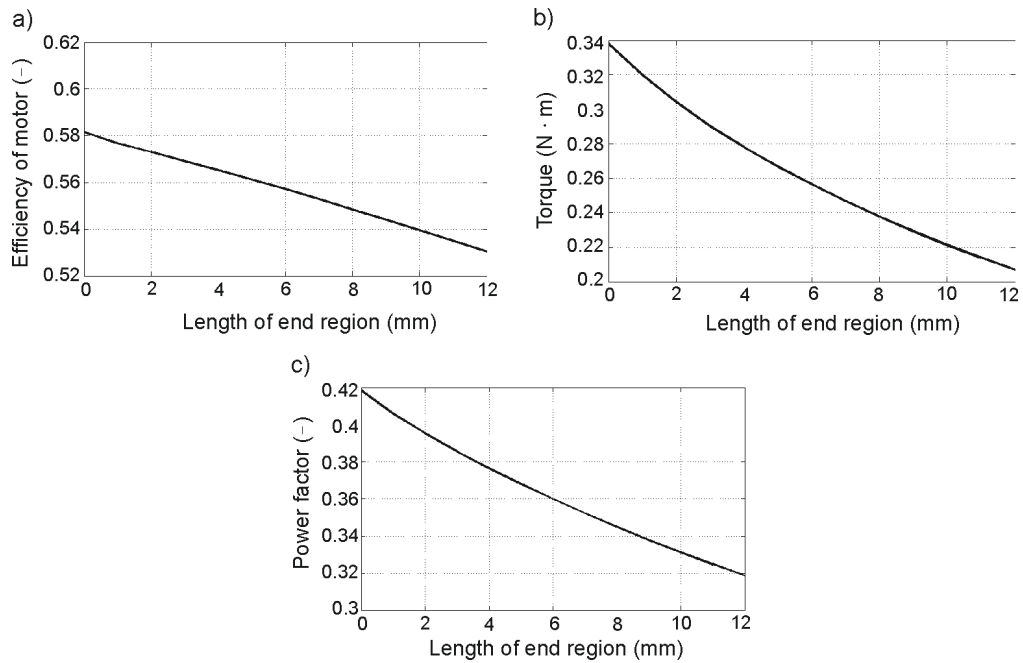 a)
Efficiency of motor (–)
0.62
0.6
0.58
0.56
0.54
0.52
0 2 4 6 8 10 12
Length of end region (mm)
b)
Torque (N · m)
0.34
0.32
0.3
0.28
0.26
0.24
0.22
0.2
0 2 4 6 8 10 12
Length of end region (mm)
c)
Power factor (–)
0.42
0.4
0.38
0.36
0.34
0.32
0.3
0 2 4 6 8 10 12
Length of end region (mm)